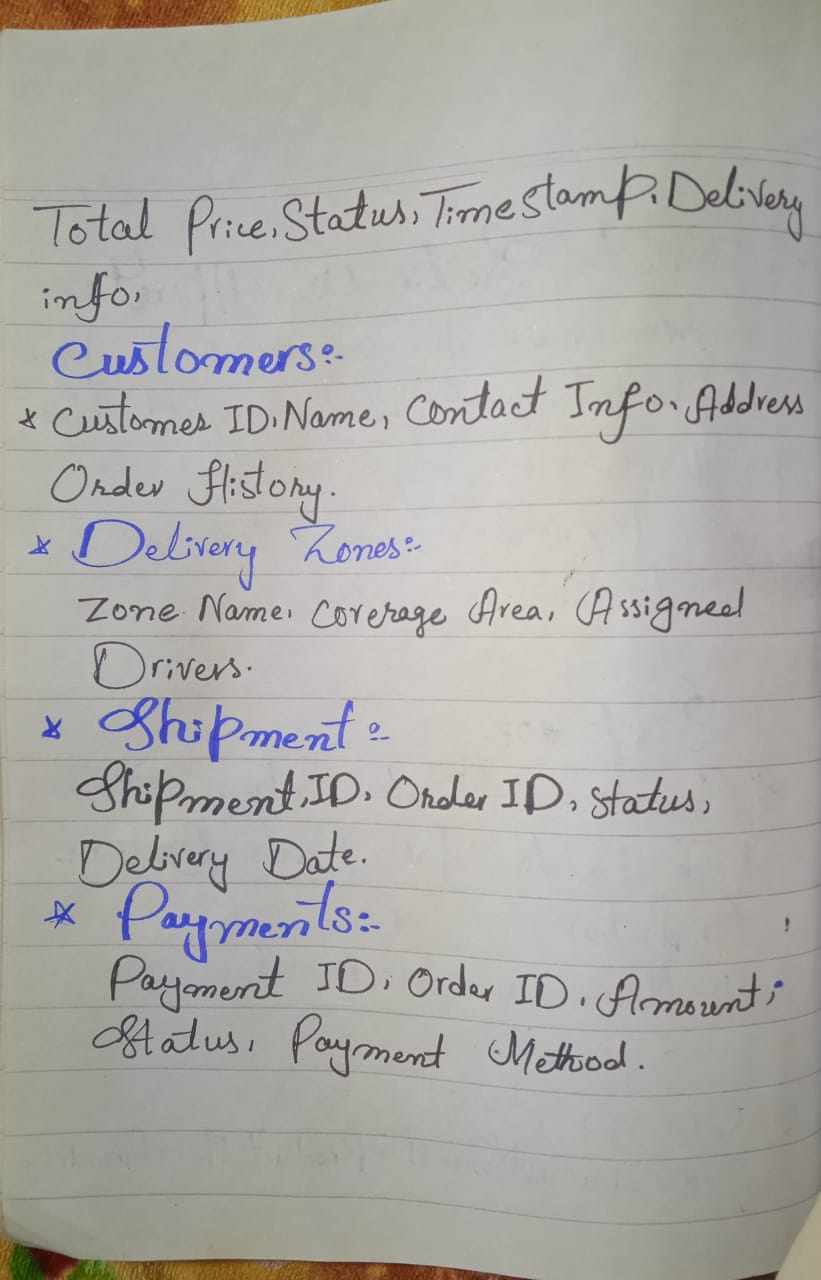 Total Price, Status, Timestamp, Delivery
info,
Customers:-
* Customer ID, Name, Contact Info, Address
Order History.
* Delivery Zones:-
Zone Name, Coverage Area, Assigned
Drivers.
* Shipment:-
Shipment, ID, Order ID, Status,
Delivery Date.
* Payments:-
Payment ID, Order ID, Amount,
Status, Payment Method.